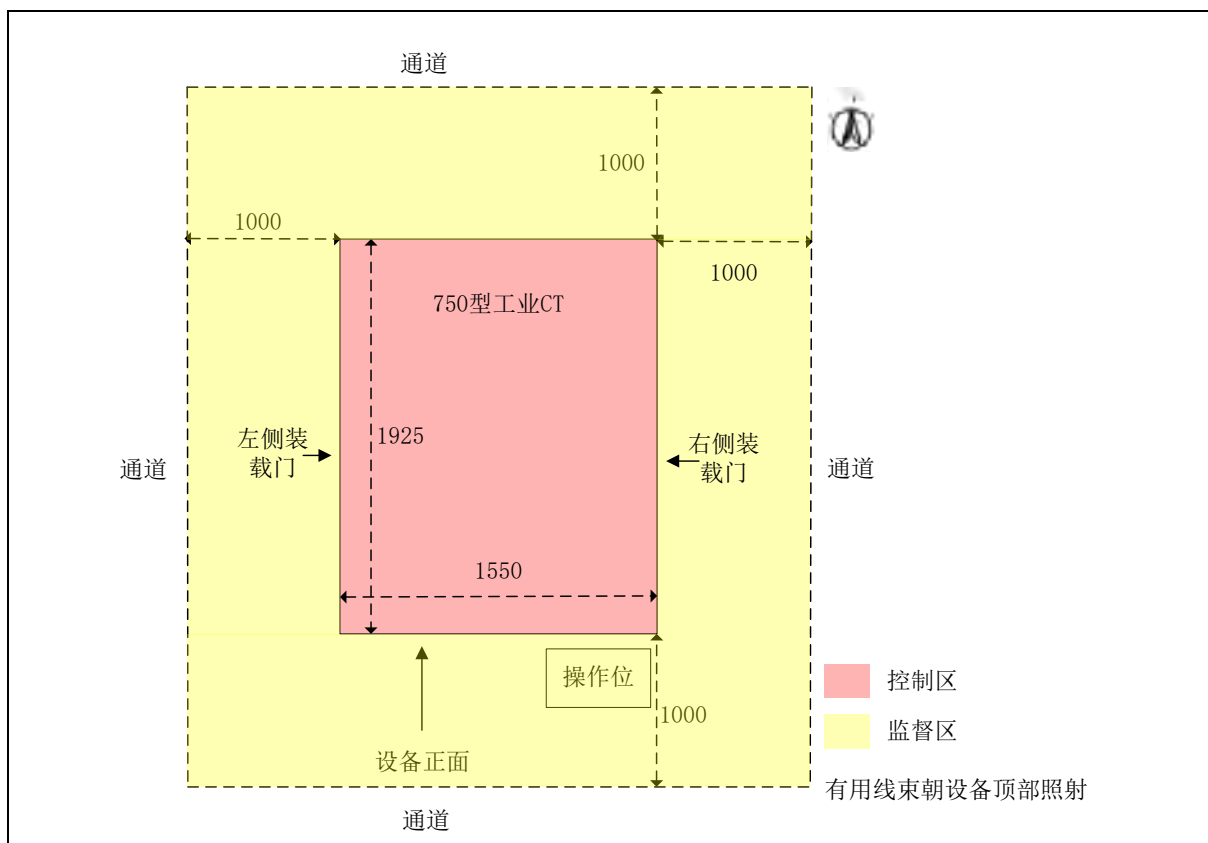 通道
1000
1000
1000
750型工业CT
左侧装
载门
1925
右侧装
载门
通道
通道
1550
操作位
控制区
1000
监督区
设备正面
有用线束朝设备顶部照射
通道